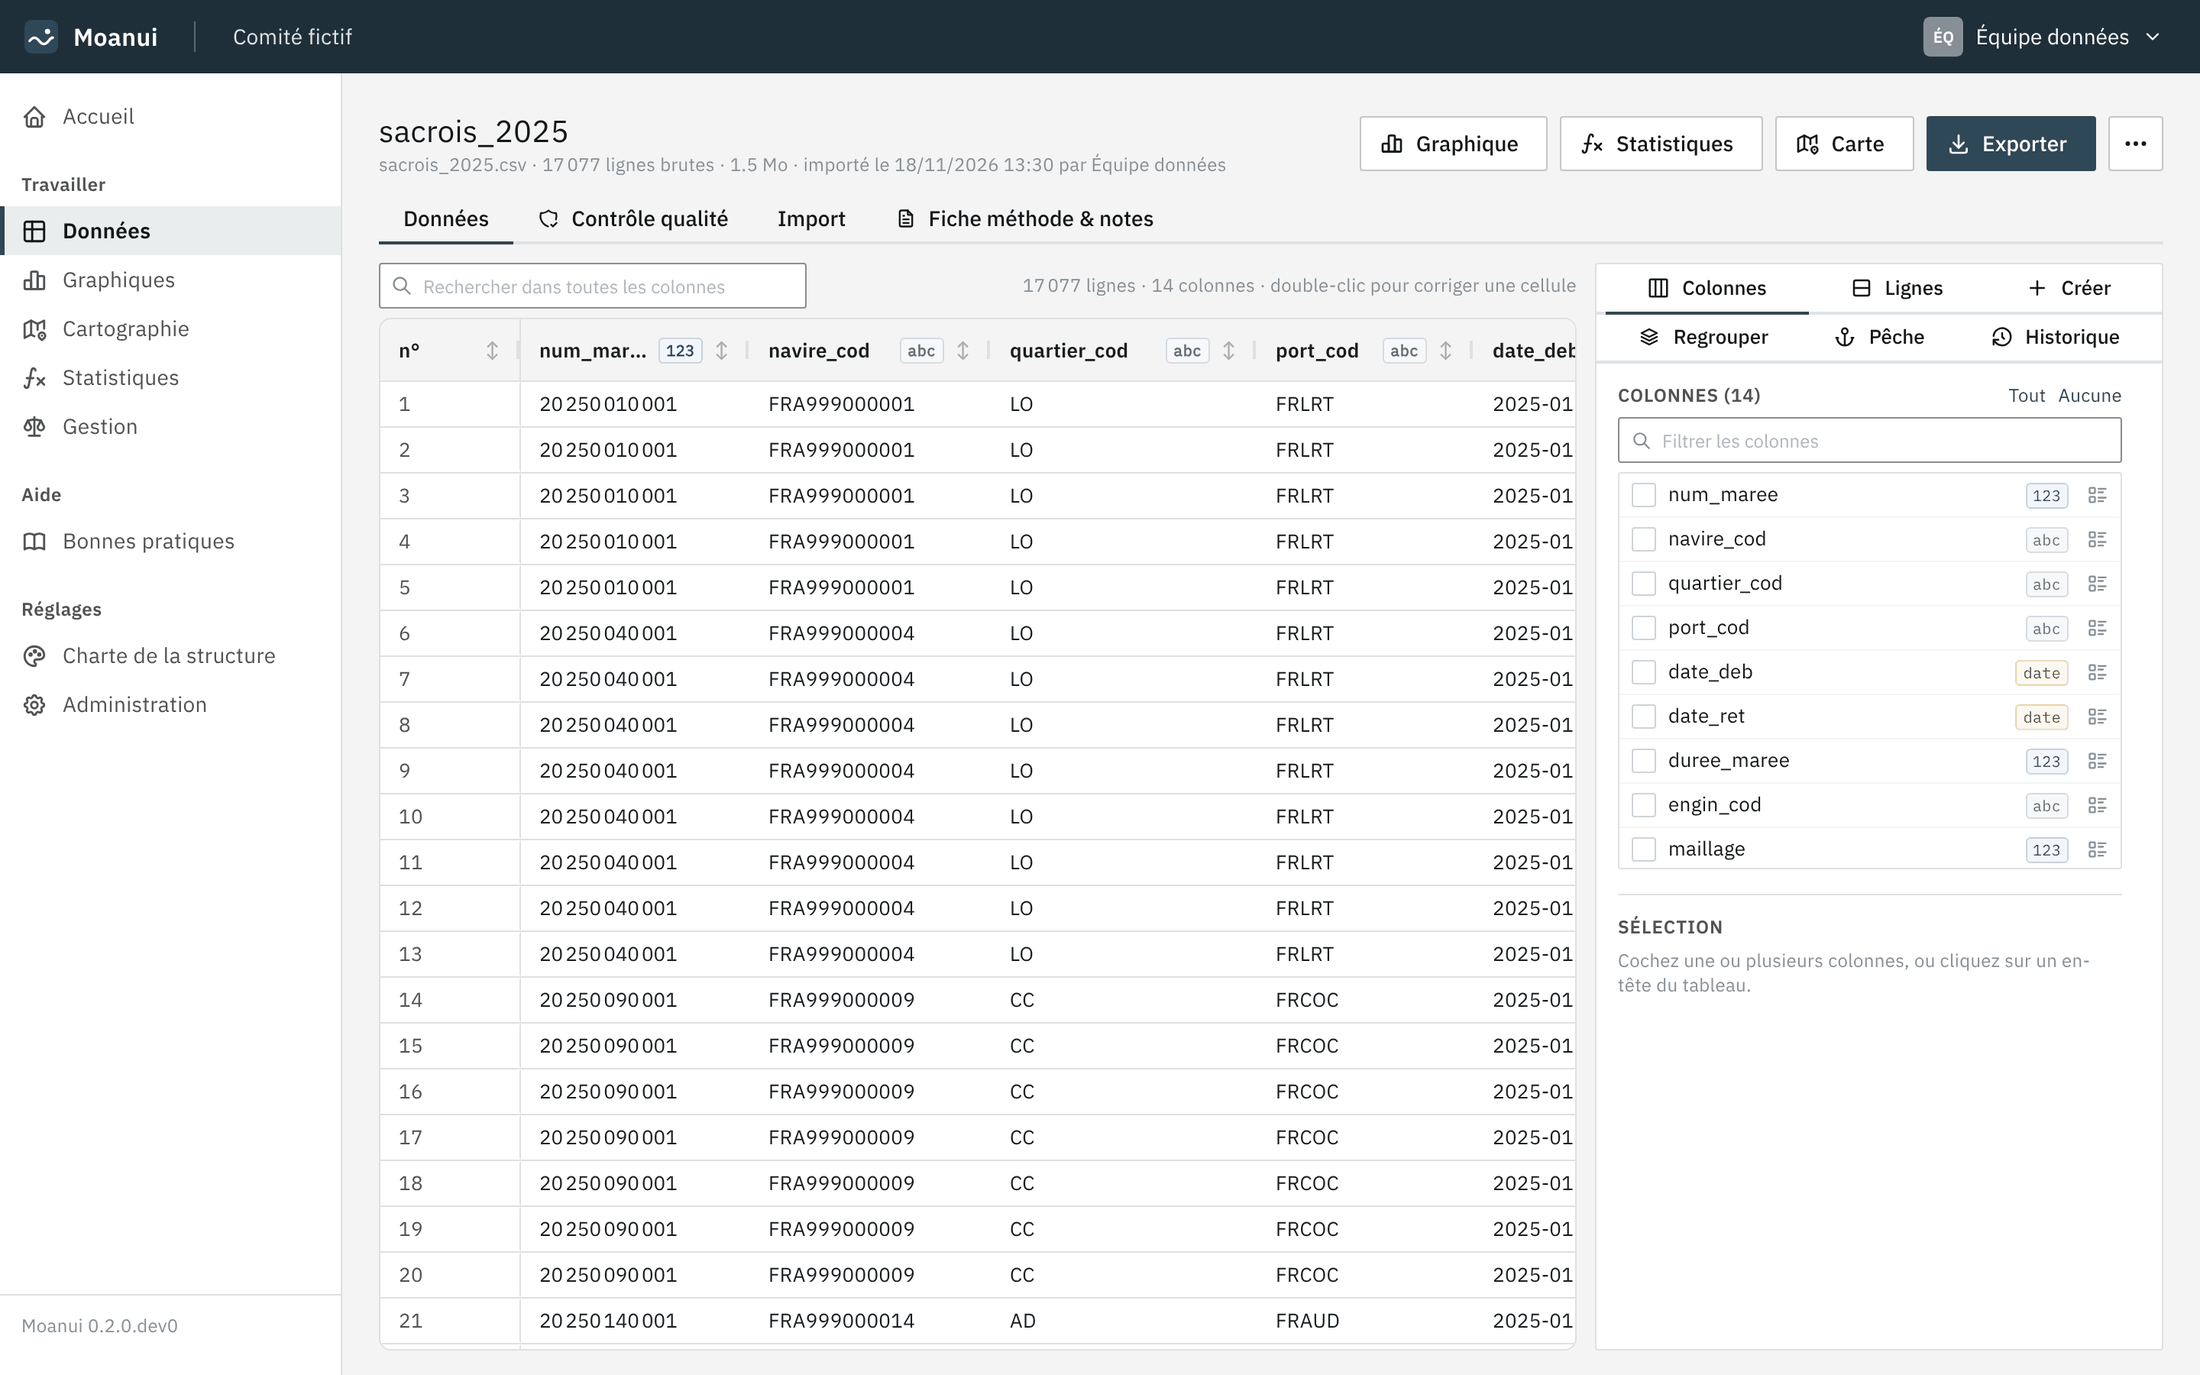 Moanui
Comité fictif
ÉQ Équipe données
Accueil
Travailler
Données
Graphiques
Cartographie
Statistiques
Gestion
Aide
Bonnes pratiques
Réglages
Charte de la structure
Administration
Moanui 0.2.0.dev0
sacrois_2025
sacrois_2025.csv · 17 077 lignes brutes · 1.5 Mo · importé le 18/11/2026 13:30 par Équipe données
Graphique
Statistiques
Carte
Exporter
Données Contrôle qualité Import Fiche méthode & notes
Rechercher dans toutes les colonnes
17 077 lignes · 14 colonnes · double-clic pour corriger une cellule
n° num_mar... 123 navire_cod abc quartier_cod abc port_cod abc date_deb
1 20 250 010 001 FRA999000001 LO FRLRT 2025-01
2 20 250 010 001 FRA999000001 LO FRLRT 2025-01
3 20 250 010 001 FRA999000001 LO FRLRT 2025-01
4 20 250 010 001 FRA999000001 LO FRLRT 2025-01
5 20 250 010 001 FRA999000001 LO FRLRT 2025-01
6 20 250 040 001 FRA999000004 LO FRLRT 2025-01
7 20 250 040 001 FRA999000004 LO FRLRT 2025-01
8 20 250 040 001 FRA999000004 LO FRLRT 2025-01
9 20 250 040 001 FRA999000004 LO FRLRT 2025-01
10 20 250 040 001 FRA999000004 LO FRLRT 2025-01
11 20 250 040 001 FRA999000004 LO FRLRT 2025-01
12 20 250 040 001 FRA999000004 LO FRLRT 2025-01
13 20 250 040 001 FRA999000004 LO FRLRT 2025-01
14 20 250 090 001 FRA999000009 CC FRCOC 2025-01
15 20 250 090 001 FRA999000009 CC FRCOC 2025-01
16 20 250 090 001 FRA999000009 CC FRCOC 2025-01
17 20 250 090 001 FRA999000009 CC FRCOC 2025-01
18 20 250 090 001 FRA999000009 CC FRCOC 2025-01
19 20 250 090 001 FRA999000009 CC FRCOC 2025-01
20 20 250 090 001 FRA999000009 CC FRCOC 2025-01
21 20 250 140 001 FRA999000014 AD FRAUD 2025-01
Colonnes Lignes Créer
Regrouper Pêche Historique
COLONNES (14) Tout Aucune
Filtrer les colonnes
num_maree 123
navire_cod abc
quartier_cod abc
port_cod abc
date_deb date
date_ret date
duree_maree 123
engin_cod abc
maillage 123
SÉLECTION
Cochez une ou plusieurs colonnes, ou cliquez sur un en-
tête du tableau.